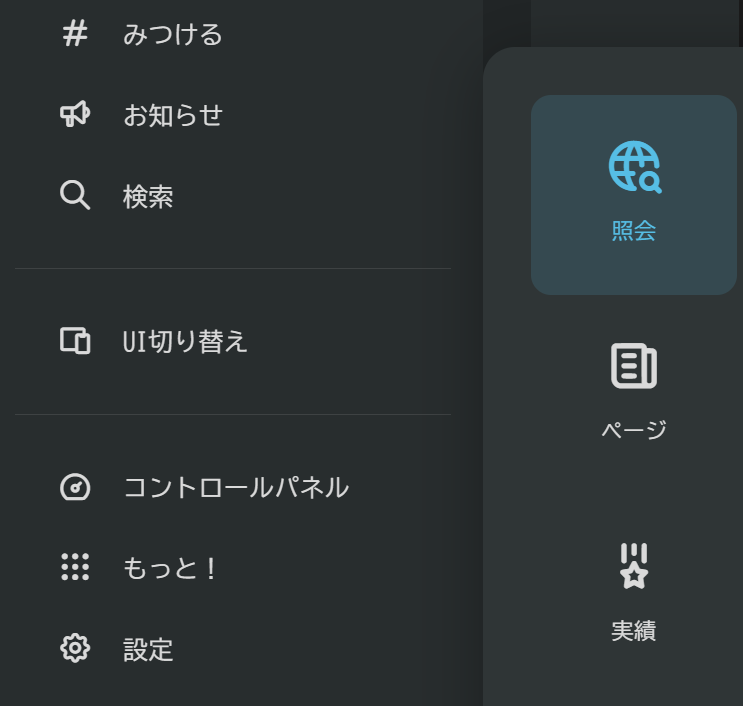 みつける
お知らせ
検索
UI切り替え
コントロールパネル
もっと！
設定
照会
ページ
実績